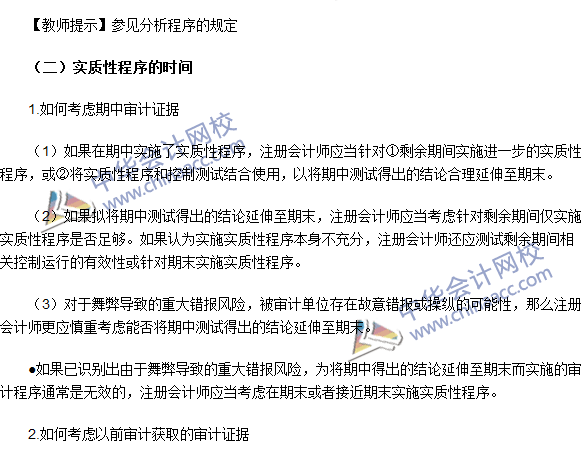 【教师提示】参见分析程序的规定
（二）实质性程序的时间
1.如何考虑期中审计证据
（1）如果在期中实施了实质性程序，注册会计师应当针对①剩余期间实施进一步的实质性
程序，或②将实质性程序和控制测试结合使用，以将期中测试得出的结论合理延伸至期末。
（2）如果拟将期中测试得出的结论延伸至期末，注册会计师应当考虑针对剩余期间仅实施
实质性程序是否足够。如果认为实施实质性程序本身不充分，注册会计师还应测试剩余期间相
关控制运行的有效性或针对期末实施实质性程序。
（3）对于舞弊导致的重大错报风险，被审计单位存在故意错报或操纵的可能性，那么注册
会计师更应慎重考虑能否将期中测试得出的结论延伸至期末。
●如果已识别出由于舞弊导致的重大错报风险，为将期中得出的结论延伸至期末而实施的审
计程序通常是无效的，注册会计师应当考虑在期末或者接近期末实施实质性程序。
2.如何考虑以前审计获取的审计证据
中华会计网校
www.chinaacc.com
中华会计网校
www.chinaacc.com